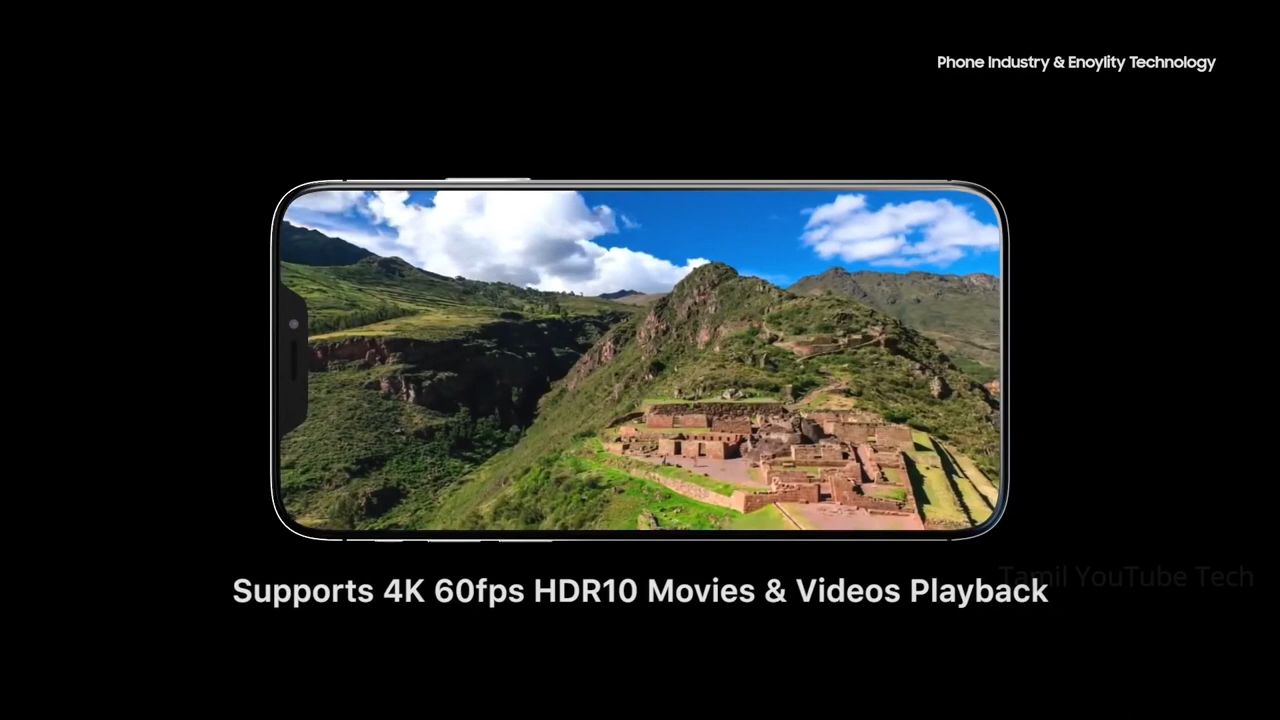 Phone Industry & Enoylity Technology
Tamil YouTube Tech
Supports 4K 60fps HDR10 Movies & Videos Playback